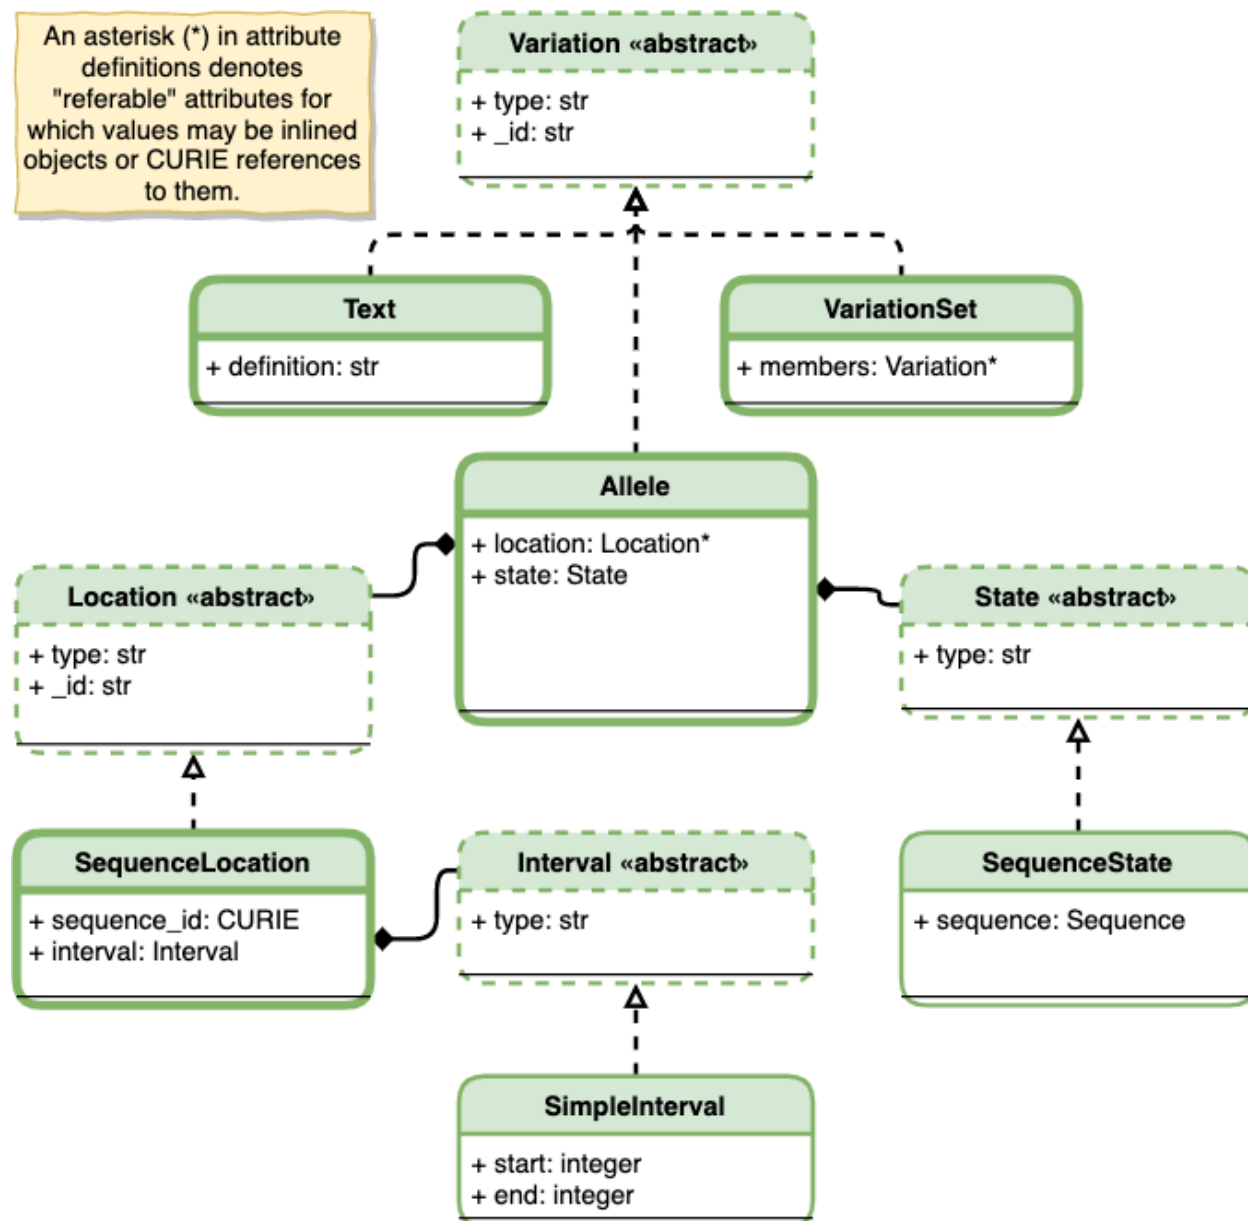 An asterisk (*) in attribute
definitions denotes
"referable" attributes for
which values may be inlined
objects or CURIE references
to them.
Variation «abstract»
+ type: str
+ _id: str
Text
+ definition: str
VariationSet
+ members: Variation*
Allele
+ location: Location*
+ state: State
Location «abstract»
+ type: str
+ _id: str
State «abstract»
+ type: str
SequenceLocation
+ sequence_id: CURIE
+ interval: Interval
Interval «abstract»
+ type: str
SequenceState
+ sequence: Sequence
SimpleInterval
+ start: integer
+ end: integer